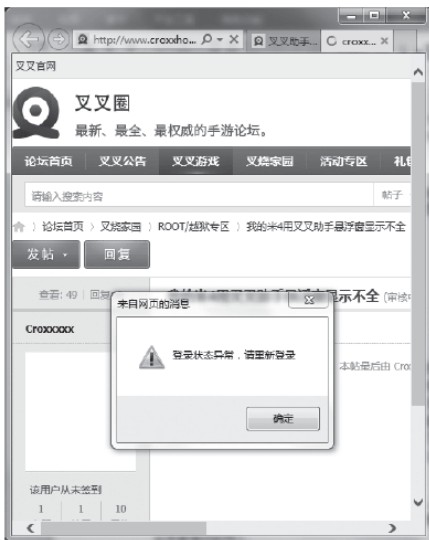 http://www.croxxho...
叉叉助手...
croxx...
叉叉官网
叉叉圈
最新、最全、最权威的手游论坛。
论坛首页 叉叉公告 叉叉游戏 叉烧家园 活动专区
请输入搜索内容
帖子
论坛首页 〉 叉烧家园 〉 ROOT/越狱专区 〉 我的米4用叉叉助手悬浮窗显示不全
发帖 回复
查看: 49
示不全 (审核
来自网页的消息
Croxxxxx
登录状态异常，请重新登录
本帖最后由 Cro
确定
该用户从未签到
1 1 10